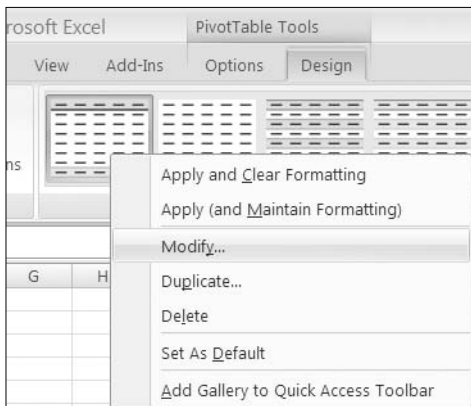 rosoft Excel
PivotTable Tools
View Add-Ins Options Design
ns
Apply and Clear Formatting
Apply (and Maintain Formatting)
Modify...
Duplicate...
Delete
Set As Default
Add Gallery to Quick Access Toolbar
G H